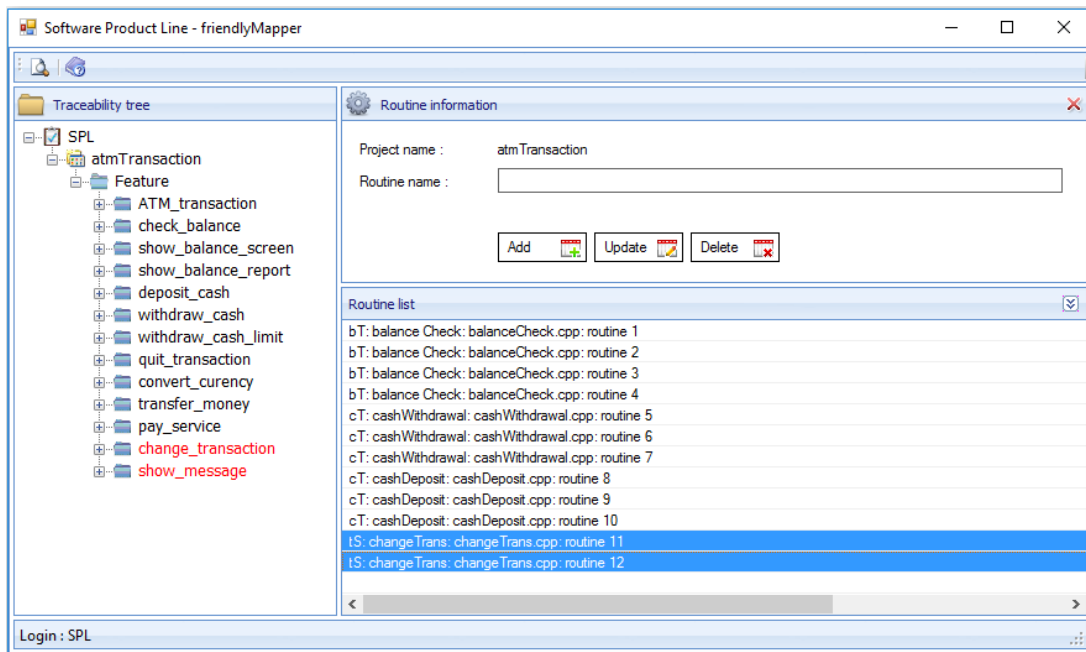 Software Product Line - friendlyMapper
Traceability tree
SPL
atmTransaction
Feature
ATM_transaction
check_balance
show_balance_screen
show_balance_report
deposit_cash
withdraw_cash
withdraw_cash_limit
quit_transaction
convert_curency
transfer_money
pay_service
change_transaction
show_message
Routine information
Project name : atmTransaction
Routine name :
Add Update Delete
Routine list
bT: balance Check: balanceCheck.cpp: routine 1
bT: balance Check: balanceCheck.cpp: routine 2
bT: balance Check: balanceCheck.cpp: routine 3
bT: balance Check: balanceCheck.cpp: routine 4
cT: cashWithdrawal: cashWithdrawal.cpp: routine 5
cT: cashWithdrawal: cashWithdrawal.cpp: routine 6
cT: cashWithdrawal: cashWithdrawal.cpp: routine 7
cT: cashDeposit: cashDeposit.cpp: routine 8
cT: cashDeposit: cashDeposit.cpp: routine 9
cT: cashDeposit: cashDeposit.cpp: routine 10
tS: changeTrans: changeTrans.cpp: routine 11
tS: changeTrans: changeTrans.cpp: routine 12
Login : SPL